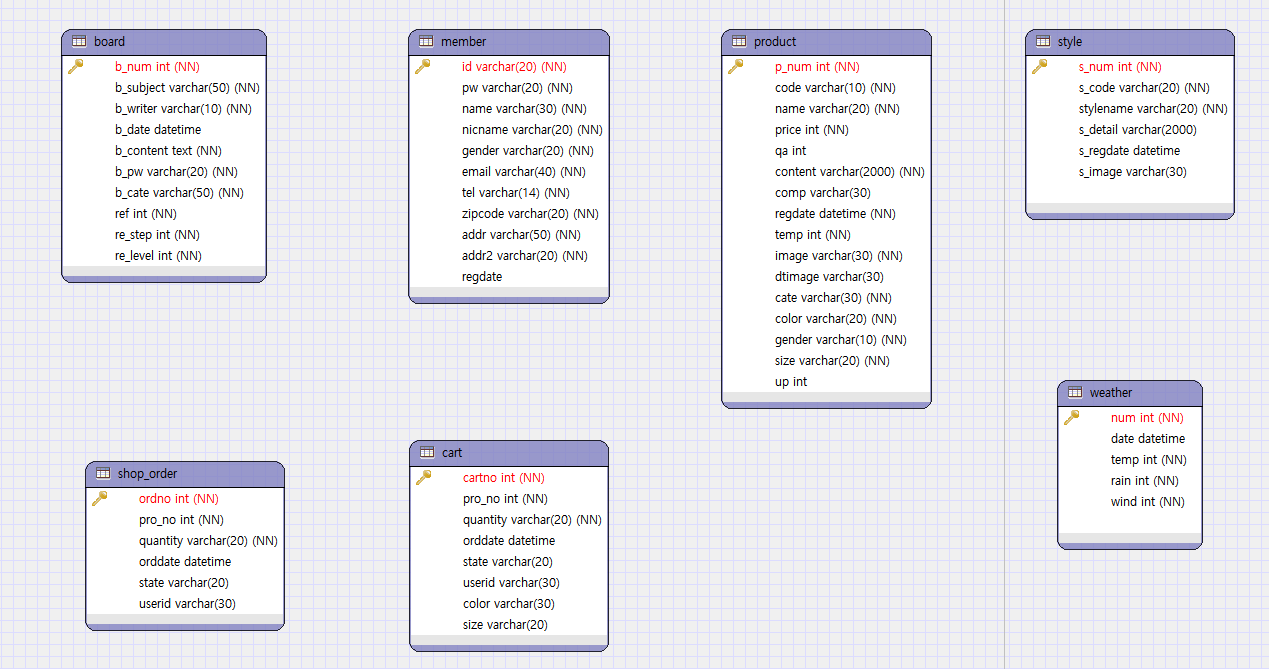 board
b_num int (NN)
b_subject varchar(50) (NN)
b_writer varchar(10) (NN)
b_date datetime
b_content text (NN)
b_pw varchar(20) (NN)
b_cate varchar(50) (NN)
ref int (NN)
re_step int (NN)
re_level int (NN)
member
id varchar(20) (NN)
pw varchar(20) (NN)
name varchar(30) (NN)
nicname varchar(20) (NN)
gender varchar(20) (NN)
email varchar(40) (NN)
tel varchar(14) (NN)
zipcode varchar(20) (NN)
addr varchar(50) (NN)
addr2 varchar(20) (NN)
regdate
product
p_num int (NN)
code varchar(10) (NN)
name varchar(20) (NN)
price int (NN)
qa int
content varchar(2000) (NN)
comp varchar(30)
regdate datetime (NN)
temp int (NN)
image varchar(30) (NN)
dtimage varchar(30)
cate varchar(30) (NN)
color varchar(20) (NN)
gender varchar(10) (NN)
size varchar(20) (NN)
up int
style
s_num int (NN)
s_code varchar(20) (NN)
stylename varchar(20) (NN)
s_detail varchar(2000)
s_regdate datetime
s_image varchar(30)
shop_order
ordno int (NN)
pro_no int (NN)
quantity varchar(20) (NN)
orddate datetime
state varchar(20)
userid varchar(30)
cart
cartno int (NN)
pro_no int (NN)
quantity varchar(20) (NN)
orddate datetime
state varchar(20)
userid varchar(30)
color varchar(30)
size varchar(20)
weather
num int (NN)
date datetime
temp int (NN)
rain int (NN)
wind int (NN)